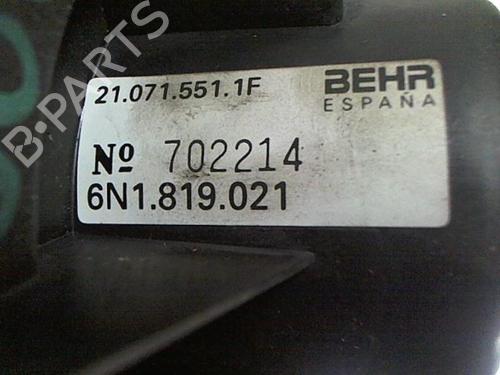 B-PARTS
21.071.551.1F
BEHR
ESPAÑA
Nº 702214
6N1.819.021